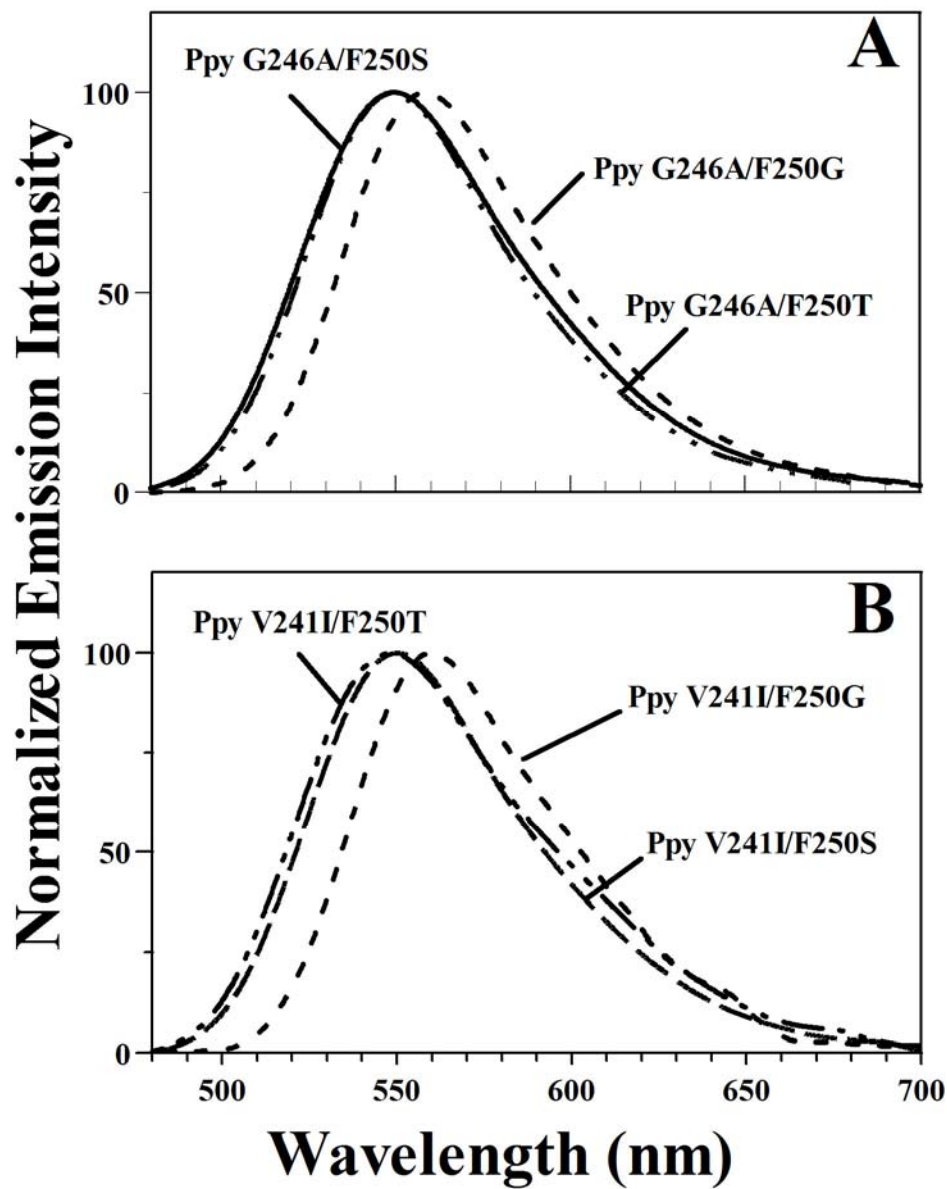 A
Ppy G246A/F250S
100
Ppy G246A/F250G
Ppy G246A/F250T
50
0
B
Ppy V241I/F250T
100
Ppy V241I/F250G
Ppy V241I/F250S
50
0
500 550 600 650 700
Normalized Emission Intensity
Wavelength (nm)